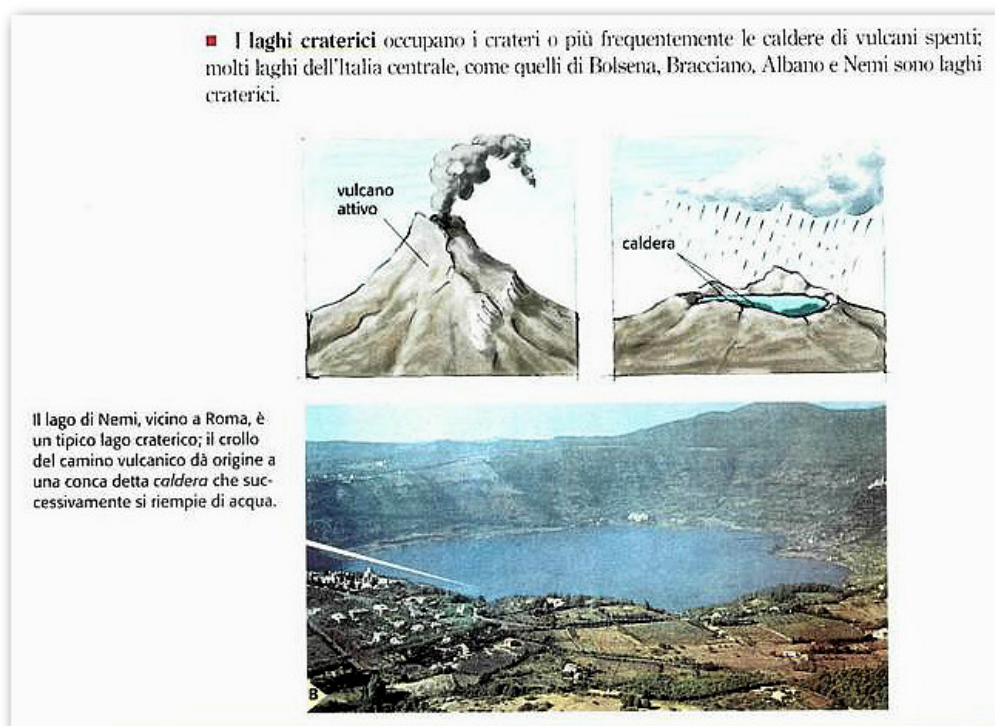 ■ I laghi craterici occupano i crateri o più frequentemente le caldere di vulcani spenti;
molti laghi dell'Italia centrale, come quelli di Bolsena, Bracciano, Albano e Nemi sono laghi
craterici.
vulcano
attivo
caldera
Il lago di Nemi, vicino a Roma, è
un tipico lago craterico; il crollo
del camino vulcanico dà origine a
una conca detta caldera che suc-
cessivamente si riempie di acqua.
B